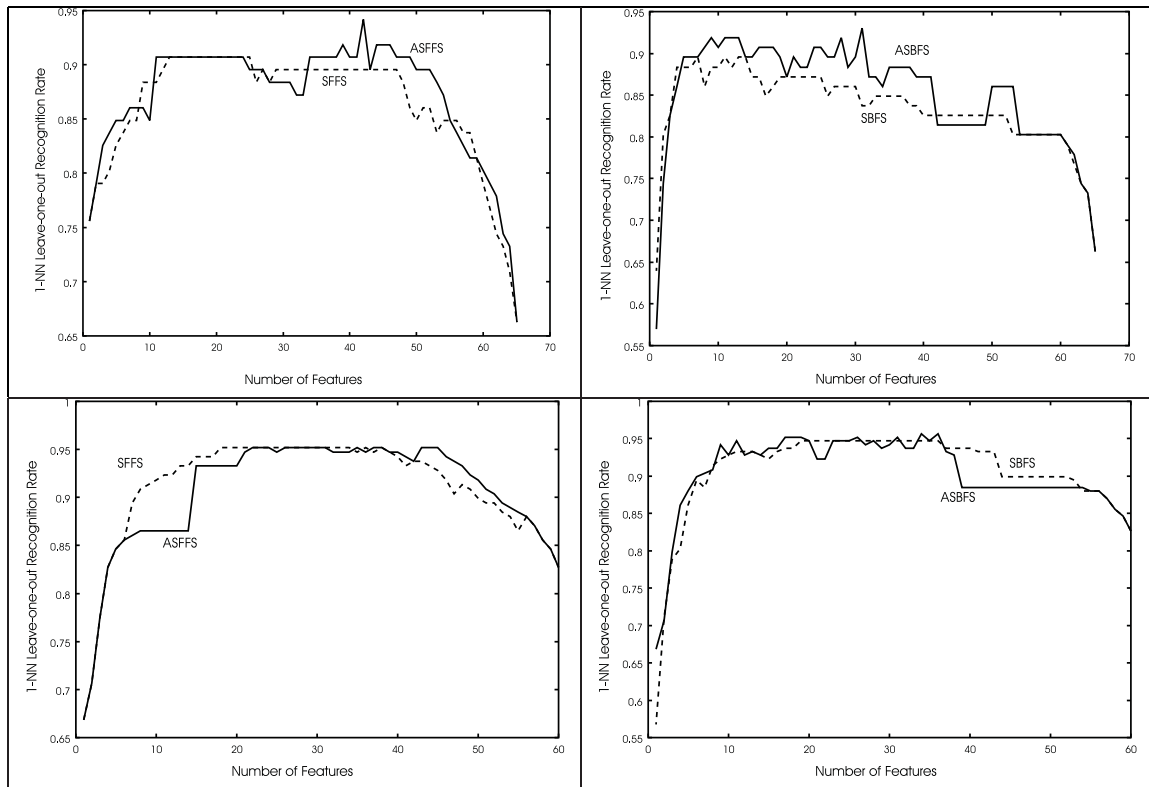 0.95
0.9
0.85
0.8
0.75
0.7
0.65
0 10 20 30 40 50 60 70
1-NN Leave-one-out Recognition Rate
Number of Features
ASFFS
SFFS
0.95
0.9
0.85
0.8
0.75
0.7
0.65
0.6
0.55
0 10 20 30 40 50 60 70
1-NN Leave-one-out Recognition Rate
Number of Features
ASBFS
SBFS
1
0.95
0.9
0.85
0.8
0.75
0.7
0.65
0 10 20 30 40 50 60
1-NN Leave-one-out Recognition Rate
Number of Features
SFFS
ASFFS
1
0.95
0.9
0.85
0.8
0.75
0.7
0.65
0.6
0.55
0 10 20 30 40 50 60
1-NN Leave-one-out Recognition Rate
Number of Features
SBFS
ASBFS